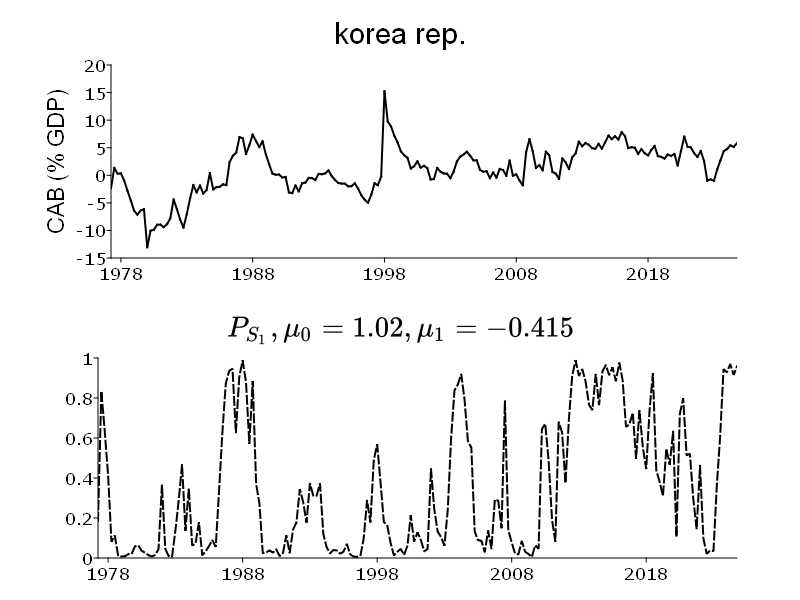 korea rep.
CAB (% GDP)
20
15
10
5
0
-5
-10
-15
1978 1988 1998 2008 2018
P_{S_1}, μ_0 = 1.02, μ_1 = −0.415
1
0.8
0.6
0.4
0.2
0
1978 1988 1998 2008 2018